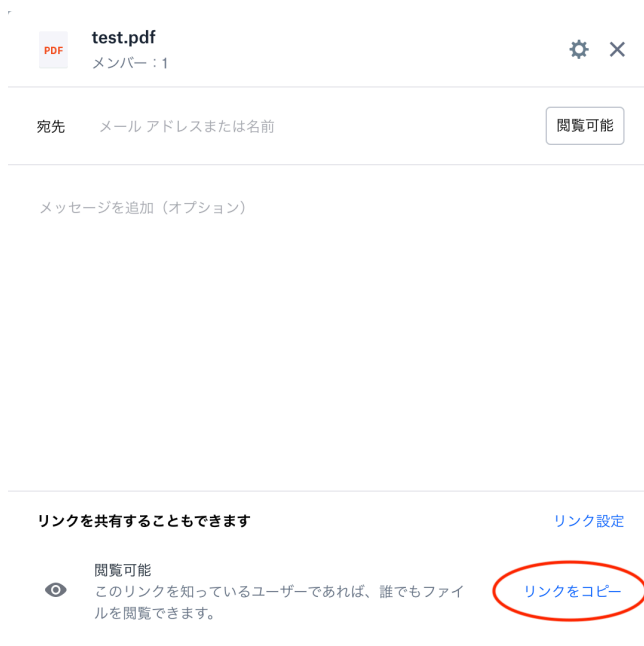 PDF
test.pdf
メンバー：1
宛先
メール アドレスまたは名前
閲覧可能
メッセージを追加（オプション）
リンクを共有することもできます
リンク設定
閲覧可能
このリンクを知っているユーザーであれば、誰でもファイ
ルを閲覧できます。
リンクをコピー